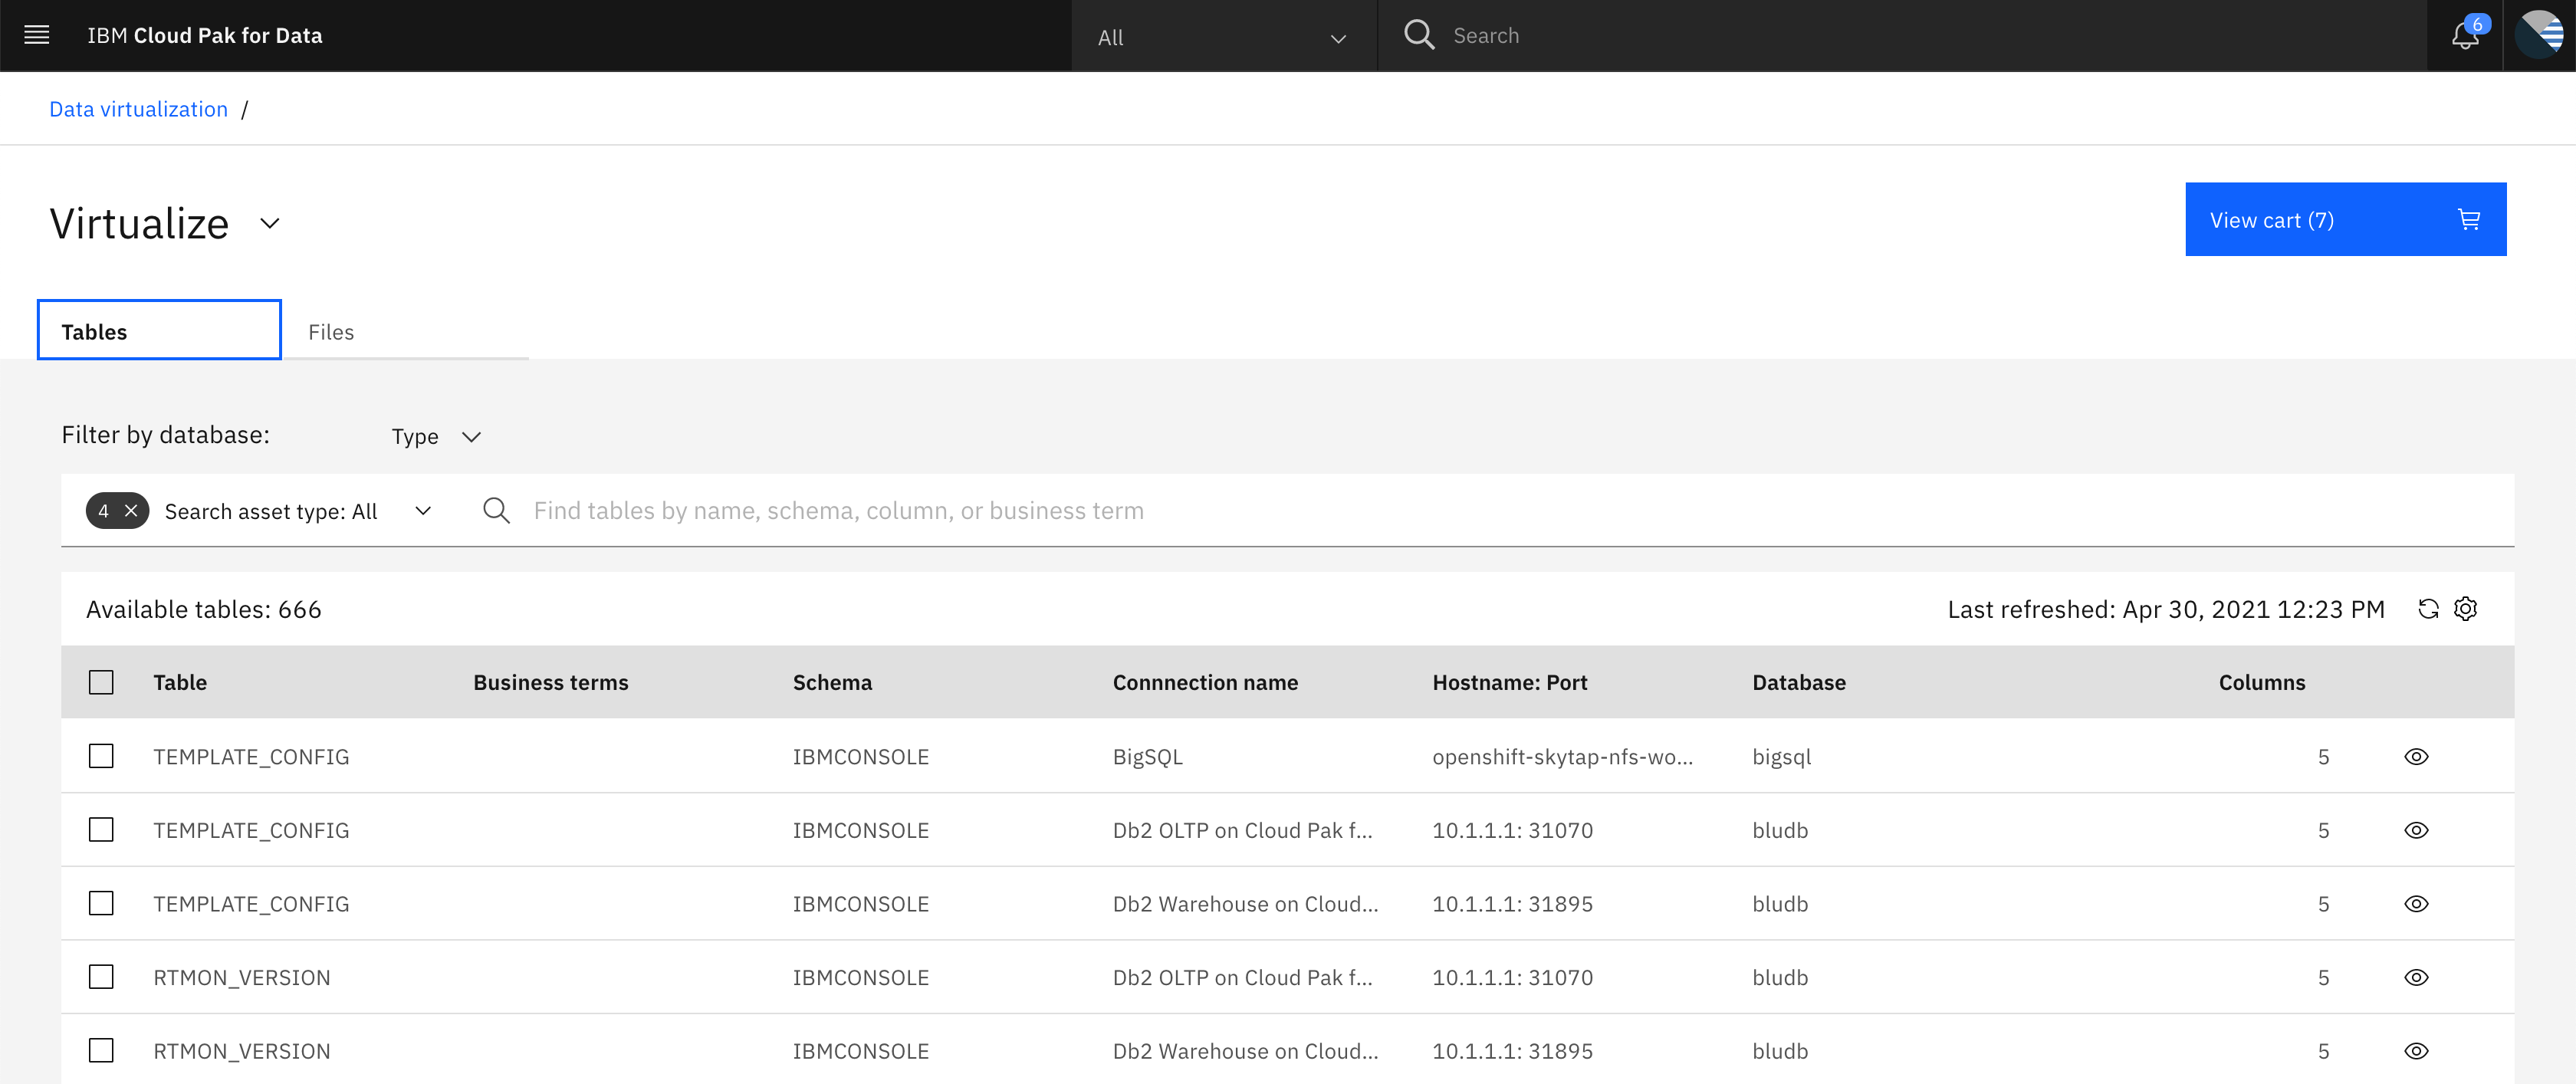 IBM Cloud Pak for Data All Search 6
Data virtualization /
Virtualize View cart (7)
Tables Files
Filter by database: Type
4 Search asset type: All Find tables by name, schema, column, or business term
Available tables: 666 Last refreshed: Apr 30, 2021 12:23 PM
Table Business terms Schema Connnection name Hostname: Port Database Columns
TEMPLATE_CONFIG IBMCONSOLE BigSQL openshift-skytap-nfs-wo... bigsql 5
TEMPLATE_CONFIG IBMCONSOLE Db2 OLTP on Cloud Pak f... 10.1.1.1: 31070 bludb 5
TEMPLATE_CONFIG IBMCONSOLE Db2 Warehouse on Cloud... 10.1.1.1: 31895 bludb 5
RTMON_VERSION IBMCONSOLE Db2 OLTP on Cloud Pak f... 10.1.1.1: 31070 bludb 5
RTMON_VERSION IBMCONSOLE Db2 Warehouse on Cloud... 10.1.1.1: 31895 bludb 5